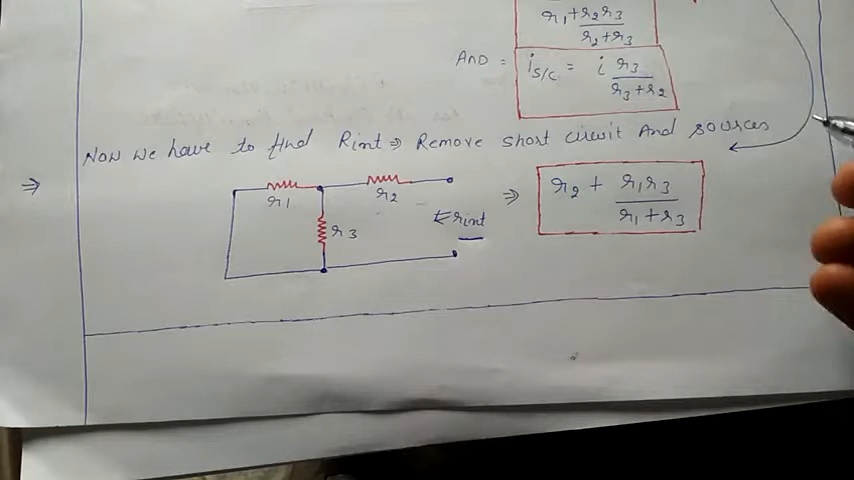 r1+r2r3
r2+r3
AND = iS/C = i r3
r3+r2
Now we have to find Rint ⇒ Remove short circuit And sources
⇒
r1 r2
r3 ← rint ⇒ r2 + r1r3
r1+r3